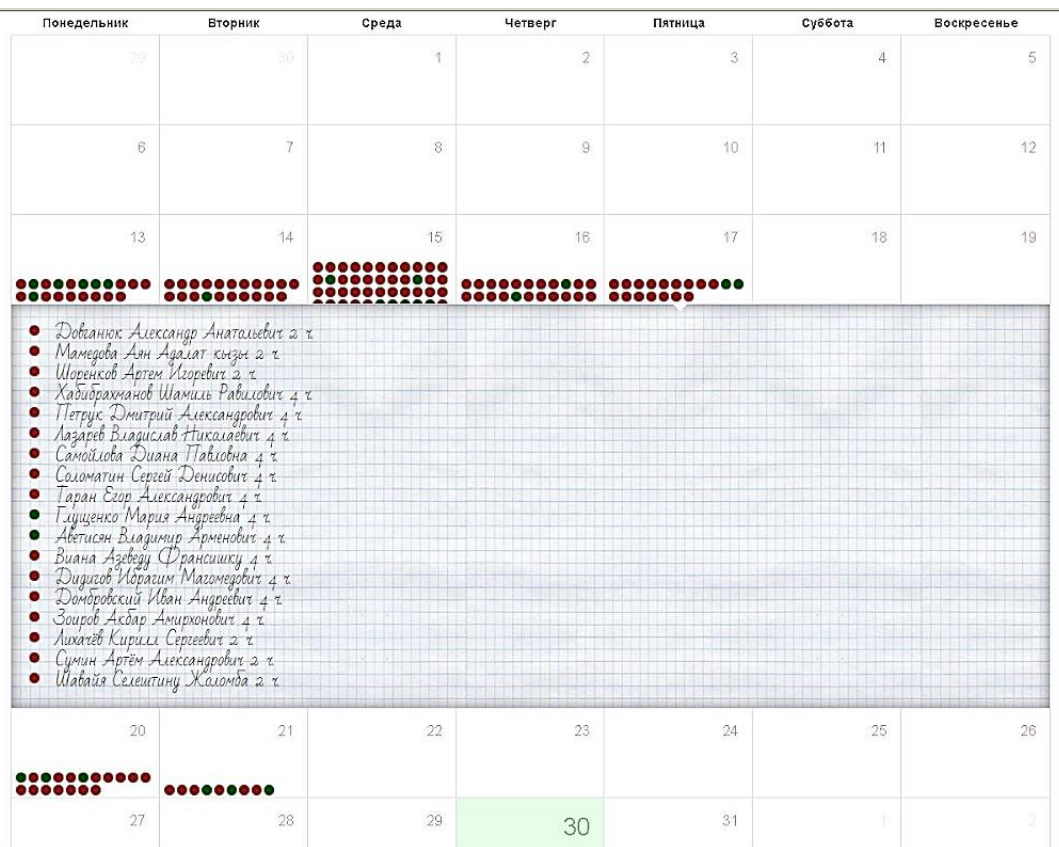 Понедельник Вторник Среда Четверг Пятница Суббота Воскресенье
29 30 1 2 3 4 5
6 7 8 9 10 11 12
13 14 15 16 17 18 19
Довганюк Александр Анатольевич 2 ч.
Мамедова Аян Адалат кызы 2 ч.
Шоренков Артем Игоревич 2 ч.
Хабибрахманов Шамиль Равилович 4 ч.
Петрук Дмитрий Александрович 4 ч.
Лазарев Владислав Николаевич 4 ч.
Самойлова Диана Павловна 4 ч.
Соломатин Сергей Денисович 4 ч.
Таран Егор Александрович 4 ч.
Глущенко Мария Андреевна 4 ч.
Аветисян Владимир Арменович 4 ч.
Виана Азеведу Франсишку 4 ч.
Дидигов Ибрагим Магомедович 4 ч.
Домбровский Иван Андреевич 4 ч.
Зоиров Акбар Амирхонович 4 ч.
Лихачёв Кирилл Сергеевич 2 ч.
Сумин Артём Александрович 2 ч.
Шавайя Селештину Жоломба 2 ч.
20 21 22 23 24 25 26
27 28 29 30 31 1 2